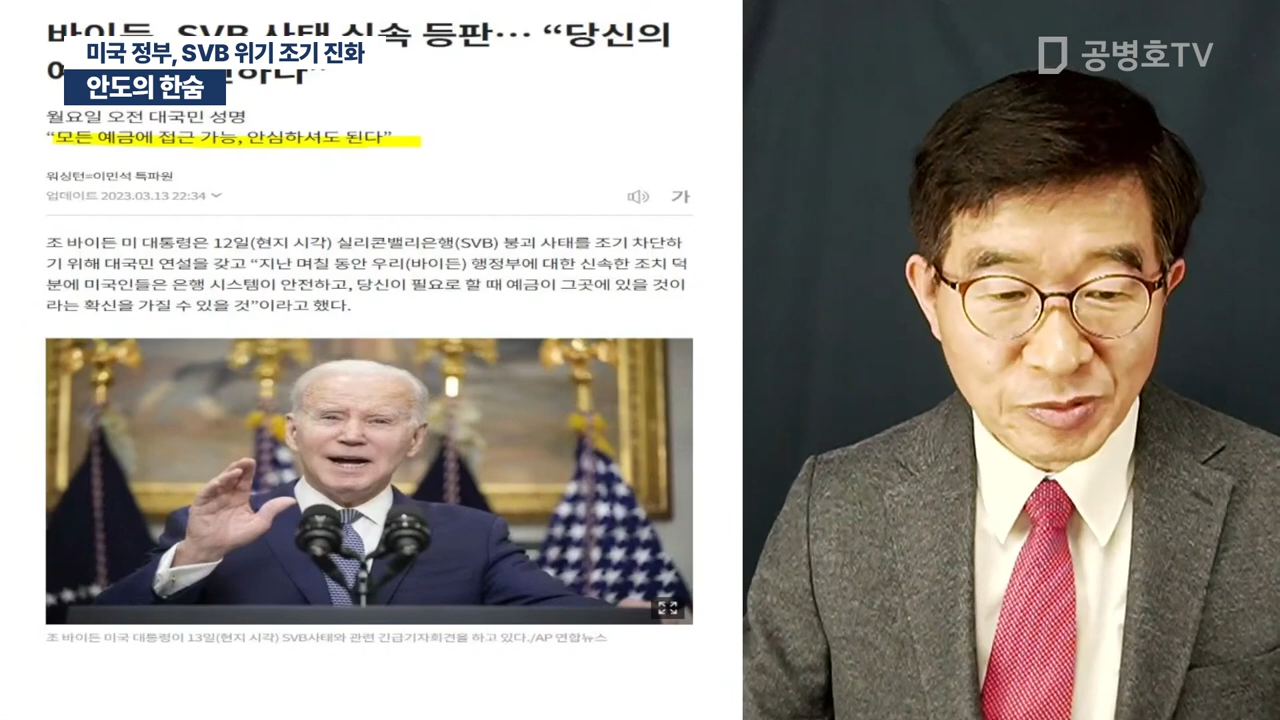 바이든, SVB 사태 신속 등판… “당신의
미국 정부, SVB 위기 조기 진화
안도의 한숨
월요일 오전 대국민 성명
“모든 예금에 접근 가능, 안심하셔도 된다”
워싱턴=이민석 특파원
업데이트 2023.03.13 22:34
가
조 바이든 미 대통령은 12일(현지 시각) 실리콘밸리은행(SVB) 붕괴 사태를 조기 차단하
기 위해 대국민 연설을 갖고 “지난 며칠 동안 우리(바이든) 행정부에 대한 신속한 조치 덕
분에 미국인들은 은행 시스템이 안전하고, 당신이 필요로 할 때 예금이 그곳에 있을 것이
라는 확신을 가질 수 있을 것”이라고 했다.
조 바이든 미국 대통령이 13일(현지 시각) SVB사태와 관련 긴급기자회견을 하고 있다./AP 연합뉴스
공병호TV